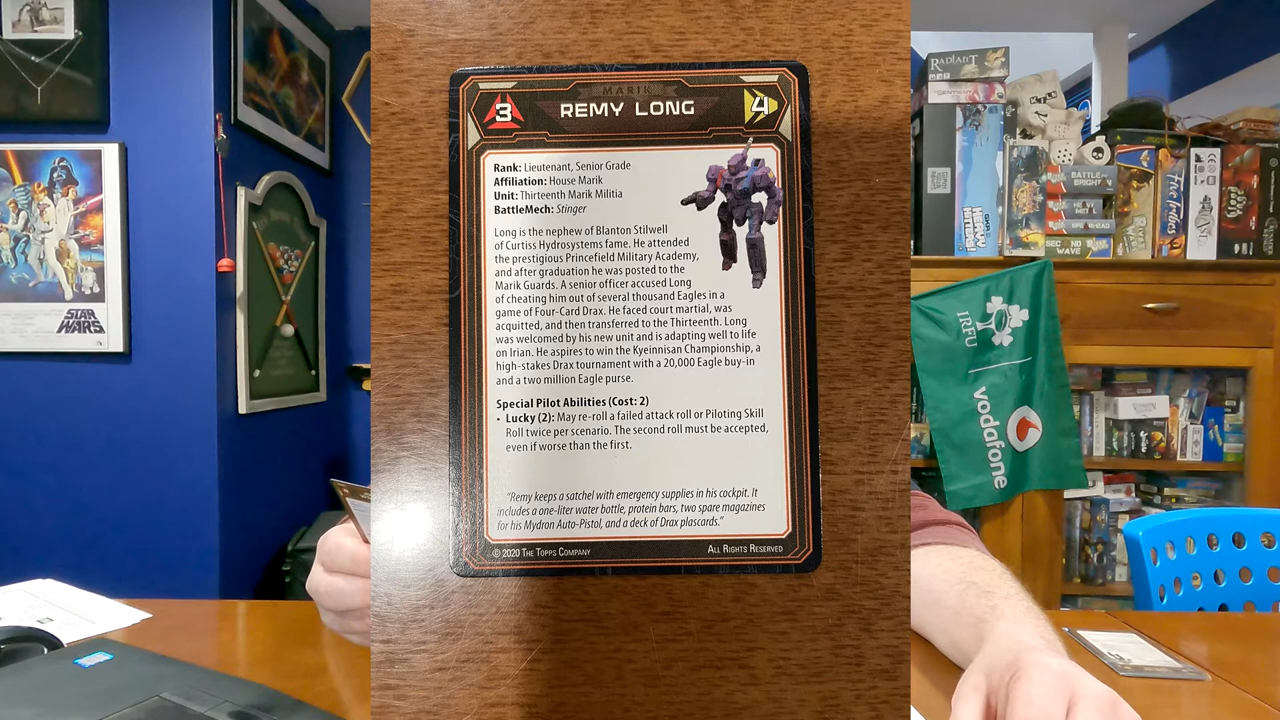 MARIK
3
REMY LONG
4
Rank: Lieutenant, Senior Grade
Affiliation: House Marik
Unit: Thirteenth Marik Militia
BattleMech: Stinger
Long is the nephew of Blanton Stilwell
of Curtiss Hydrosystems fame. He attended
the prestigious Princefield Military Academy,
and after graduation he was posted to the
Marik Guards. A senior officer accused Long
of cheating him out of several thousand Eagles in a
game of Four-Card Drax. He faced court martial, was
acquitted, and then transferred to the Thirteenth. Long
was welcomed by his new unit and is adapting well to life
on Irian. He aspires to win the Kyeinnisan Championship, a
high-stakes Drax tournament with a 20,000 Eagle buy-in
and a two million Eagle purse.
Special Pilot Abilities (Cost: 2)
• Lucky (2): May re-roll a failed attack roll or Piloting Skill
Roll twice per scenario. The second roll must be accepted,
even if worse than the first.
"Remy keeps a satchel with emergency supplies in his cockpit. It
includes a one-liter water bottle, protein bars, two spare magazines
for his Mydron Auto-Pistol, and a deck of Drax plascards."
© 2020 The Topps Company
All Rights Reserved
STAR
WARS
RADIANT
SENTIENT
BATTLE
BRIGHTEN
SECOND WAVE
IRFU
vodafone